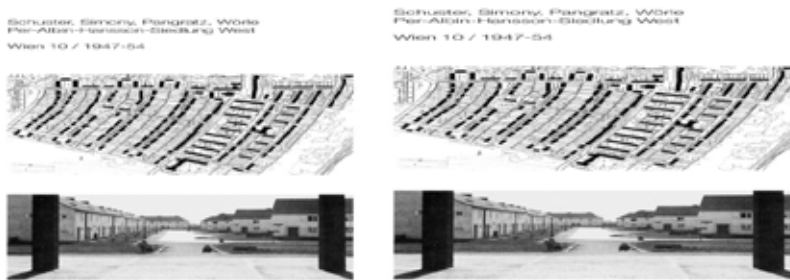 Schuster, Simony, Pangratz, Wörle
Per-Albin-Hansson-Siedlung West
Wien 10 / 1947-54
Schuster, Simony, Pangratz, Wörle
Per-Albin-Hansson-Siedlung West
Wien 10 / 1947-54